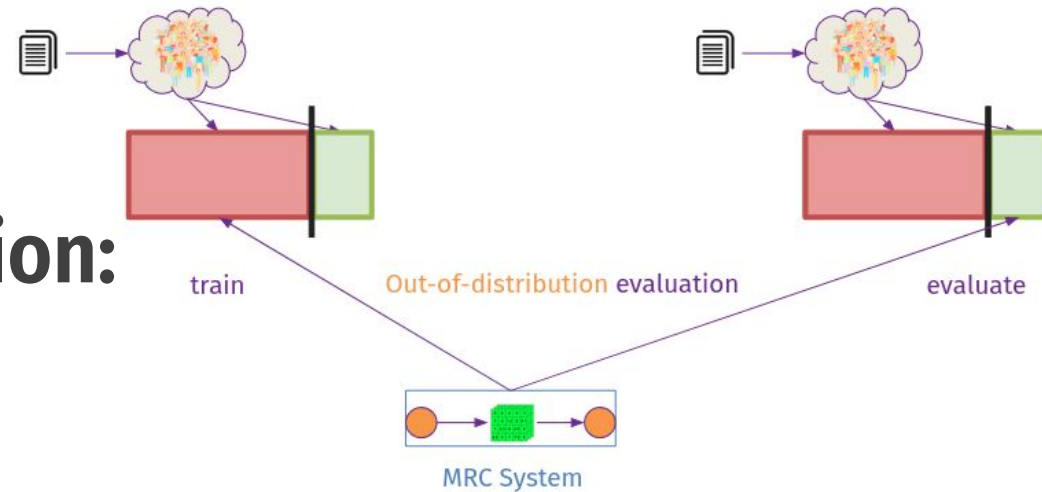 ion:
train
Out-of-distribution evaluation
evaluate
MRC System